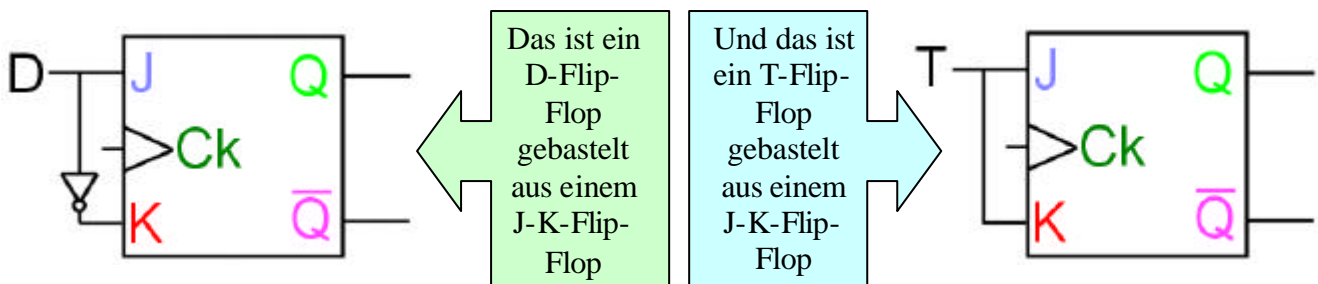 D
J
Q
Ck
K
Q
Das ist ein
D-Flip-
Flop
gebastelt
aus einem
J-K-Flip-
Flop
Und das ist
ein T-Flip-
Flop
gebastelt
aus einem
J-K-Flip-
Flop
T
J
Q
Ck
K
Q